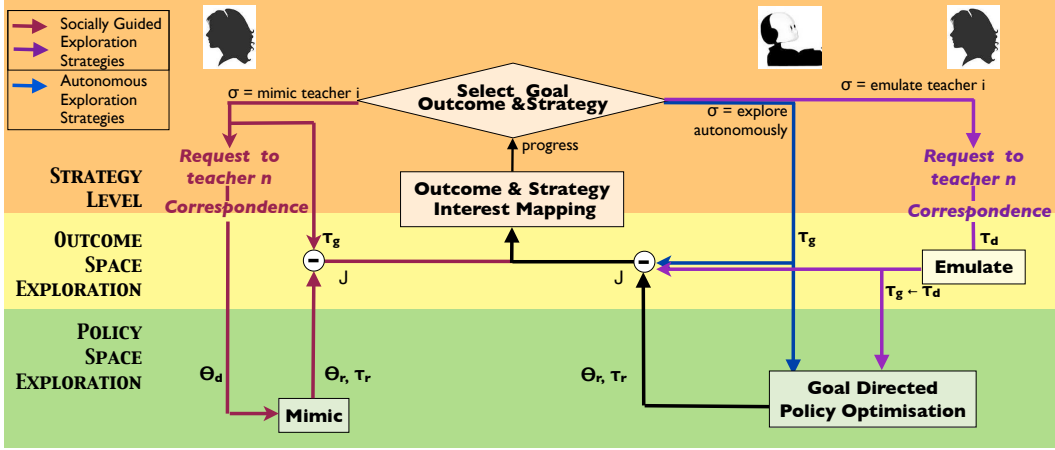 Socially Guided
Exploration
Strategies
Autonomous
Exploration
Strategies
σ = mimic teacher i
Select Goal
Outcome & Strategy
σ = emulate teacher i
σ = explore
autonomously
progress
Request to
teacher n
Correspondence
Outcome & Strategy
Interest Mapping
Request to
teacher n
Correspondence
STRATEGY
LEVEL
OUTCOME
SPACE
EXPLORATION
τg
τg
τd
-
J
-
J
Emulate
τg ← τd
POLICY
SPACE
EXPLORATION
Θd
Θr, τr
Θr, τr
Mimic
Goal Directed
Policy Optimisation